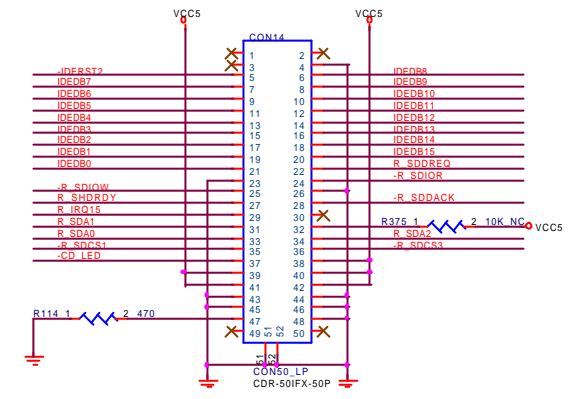 VCC5 VCC5
CON14
1 2
3 4
-IDERST2 5 6 IDEDB8
IDEDB7 7 8 IDEDB9
IDEDB6 9 10 IDEDB10
IDEDB5 11 12 IDEDB11
IDEDB4 13 14 IDEDB12
IDEDB3 15 16 IDEDB13
IDEDB2 17 18 IDEDB14
IDEDB1 19 20 IDEDB15
IDEDB0 21 22 R_SDDREQ
23 24 -R_SDIOR
-R_SDIOW 25 26
R_SHDRDY 27 28 -R_SDDACK
R_IRQ15 29 30
R_SDA1 31 32 R375 1 2 10K_NC VCC5
R_SDA0 33 34 R_SDA2
-R_SDCS1 35 36 -R_SDCS3
-CD_LED 37 38
39 40
41 42
43 44
45 46
R114 1 2 470 47 48
49 51 52 50
51 52
CON50_LP
CDR-50IFX-50P